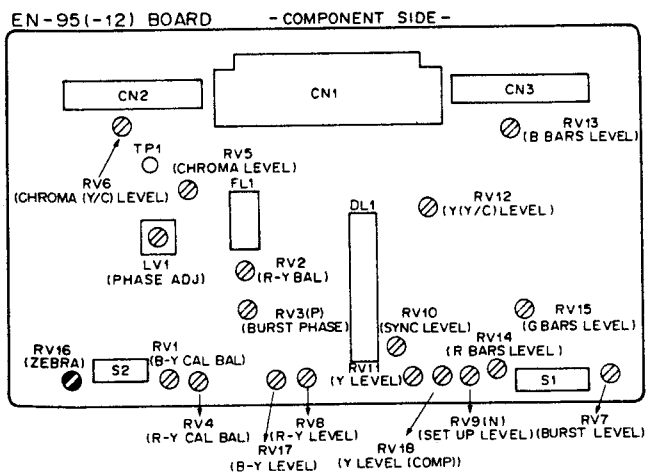 EN-95(-12) BOARD
-COMPONENT SIDE-
CN2
CN1
CN3
RV13
(B BARS LEVEL)
TP1
RV5
(CHROMA LEVEL)
RV6
(CHROMA (Y/C) LEVEL)
FL1
DL1
RV12
(Y(Y/C) LEVEL)
LV1
(PHASE ADJ)
RV2
(R-Y BAL)
RV3(P)
(BURST PHASE)
RV10
(SYNC LEVEL)
RV15
(G BARS LEVEL)
RV16
(ZEBRA)
S2
RV1
(B-Y CAL BAL)
RV11
(Y LEVEL)
RV14
(R BARS LEVEL)
S1
RV4
(R-Y CAL BAL)
RV17
(B-Y LEVEL)
RV8
(R-Y LEVEL)
RV18
(Y LEVEL (COMP))
RV9(N)
(SET UP LEVEL)
RV7
(BURST LEVEL)